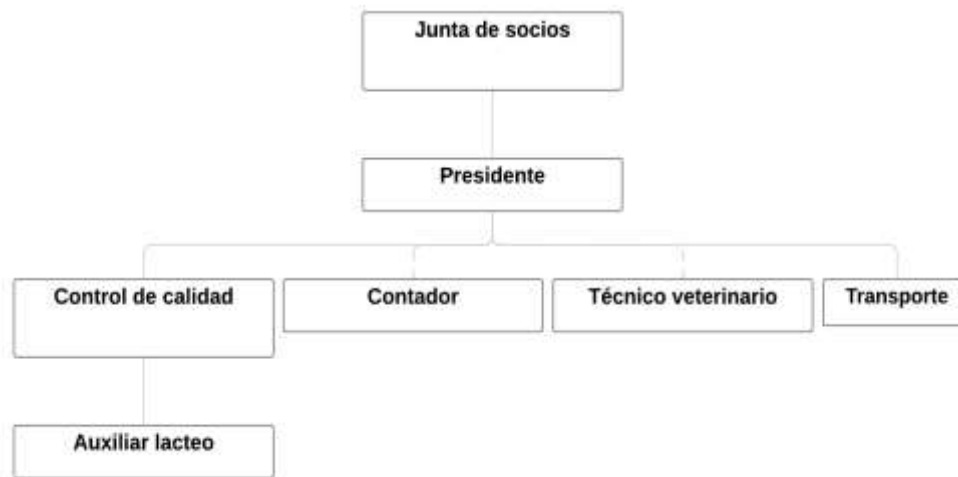 Junta de socios
Presidente
Control de calidad
Contador
Técnico veterinario
Transporte
Auxiliar lacteo